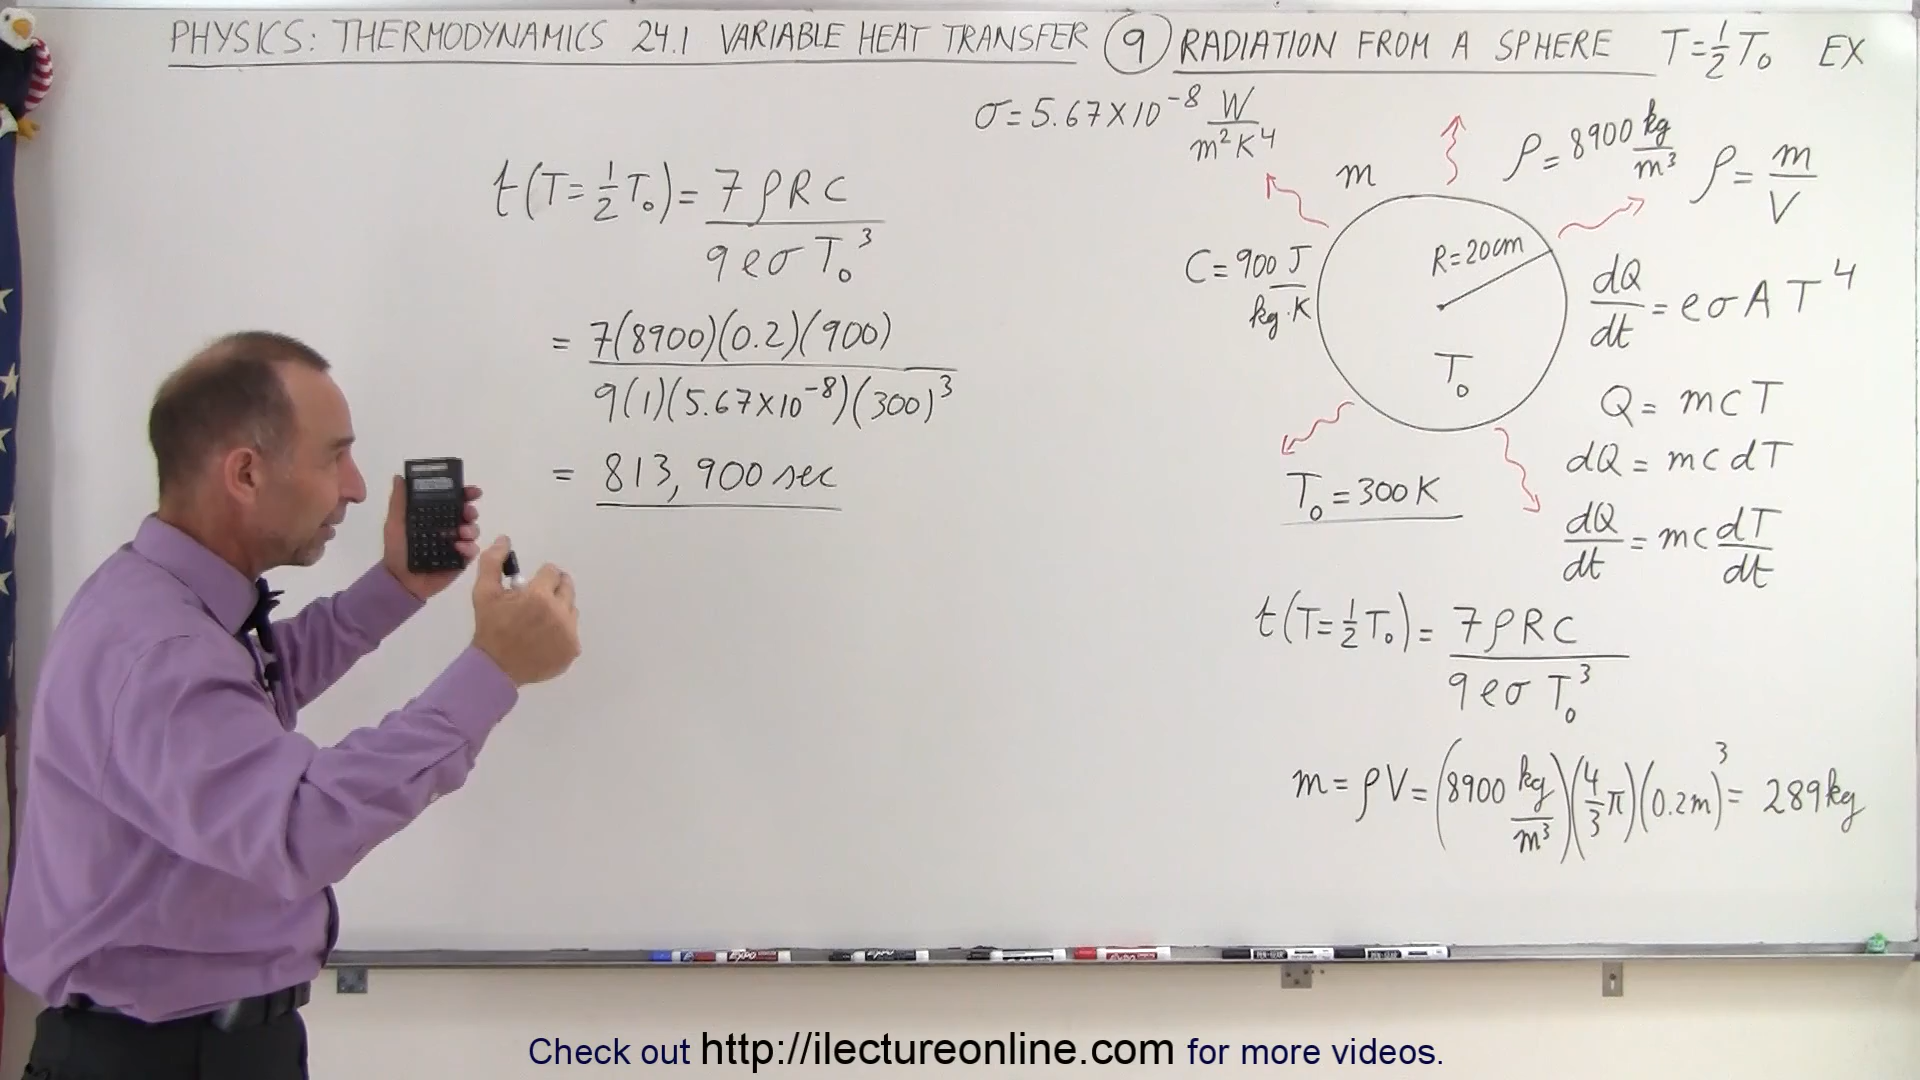 PHYSICS: THERMODYNAMICS 24.1 VARIABLE HEAT TRANSFER (9) RADIATION FROM A SPHERE T=½T₀ EX
σ = 5.67×10⁻⁸ W/m²K⁴
t(T=½T₀) = 7ρRC / 9eσT₀³
= 7(8900)(0.2)(900) / 9(1)(5.67×10⁻⁸)(300)³
= 813,900 sec
m
ρ = 8900 kg/m³
ρ = m/V
C = 900 J/kg·K
R=20cm
T₀
T₀ = 300K
dQ/dt = eσAT⁴
Q = mcT
dQ = mcdT
dQ/dt = mc dT/dt
t(T=½T₀) = 7ρRC / 9eσT₀³
m = ρV = (8900 kg/m³)(4/3 π)(0.2m)³ = 289kg
EXPO
Check out http://ilectureonline.com for more videos.